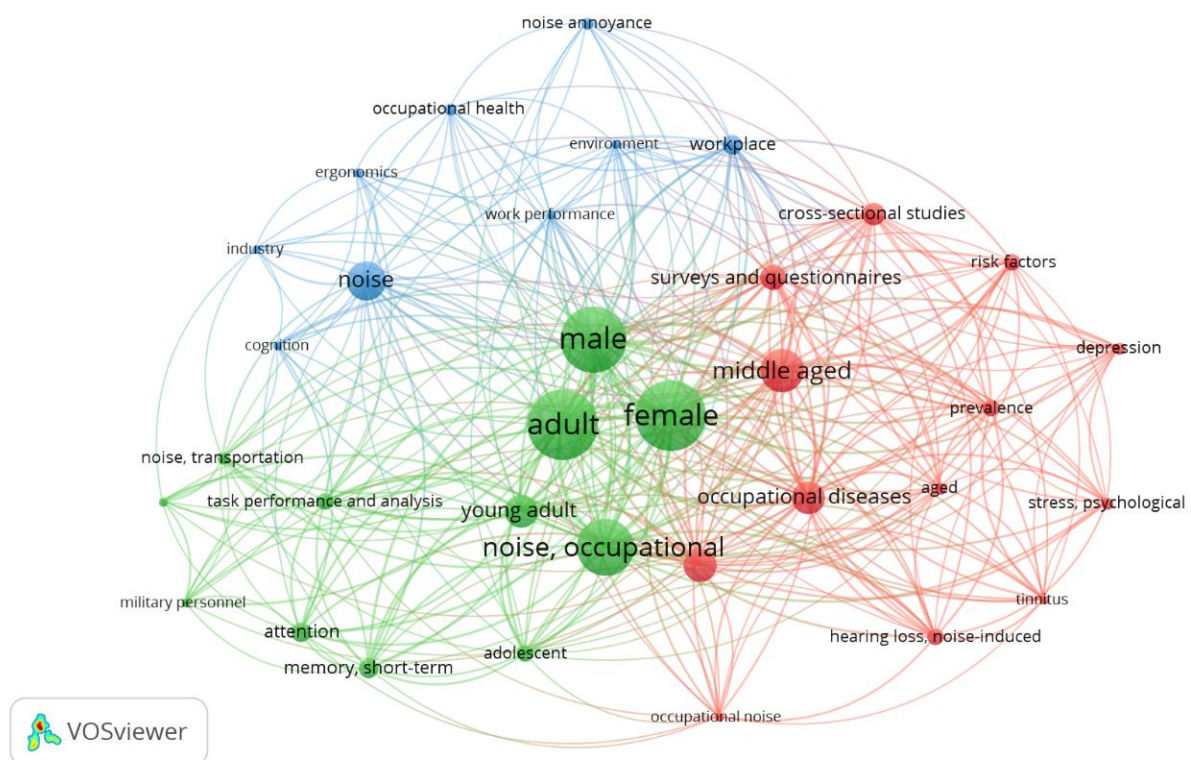 noise annoyance
occupational health
environment
workplace
ergonomics
work performance
cross-sectional studies
industry
risk factors
noise
surveys and questionnaires
male
cognition
depression
middle aged
prevalence
female
adult
noise, transportation
aged
task performance and analysis
occupational diseases
stress, psychological
young adult
noise, occupational
military personnel
tinnitus
attention
hearing loss, noise-induced
adolescent
memory, short-term
occupational noise
VOSviewer